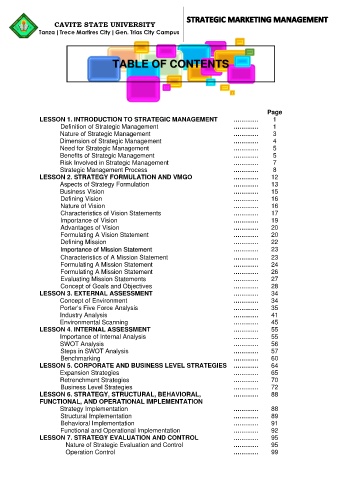 CAVITE STATE UNIVERSITY
Tanza | Trece Martires City | Gen. Trias City Campus
STRATEGIC MARKETING MANAGEMENT
TABLE OF CONTENTS
Page
LESSON 1. INTRODUCTION TO STRATEGIC MANAGEMENT ............. 1
Definition of Strategic Management ............. 1
Nature of Strategic Management ............. 3
Dimension of Strategic Management ............. 4
Need for Strategic Management ............. 5
Benefits of Strategic Management ............. 5
Risk Involved in Strategic Management ............. 7
Strategic Management Process ............. 8
LESSON 2. STRATEGY FORMULATION AND VMGO ............. 12
Aspects of Strategy Formulation ............. 13
Business Vision ............. 15
Defining Vision ............. 16
Nature of Vision ............. 16
Characteristics of Vision Statements ............. 17
Importance of Vision ............. 19
Advantages of Vision ............. 20
Formulating A Vision Statement ............. 20
Defining Mission ............. 22
Importance of Mission Statement ............. 23
Characteristics of A Mission Statement ............. 23
Formulating A Mission Statement ............. 24
Formulating A Mission Statement ............. 26
Evaluating Mission Statements ............. 27
Concept of Goals and Objectives ............. 28
LESSON 3. EXTERNAL ASSESSMENT ............. 34
Concept of Environment ............. 34
Porter's Five Force Analysis ............. 35
Industry Analysis ............. 41
Environmental Scanning ............. 45
LESSON 4. INTERNAL ASSESSMENT ............. 55
Importance of Internal Analysis ............. 55
SWOT Analysis ............. 56
Steps in SWOT Analysis ............. 57
Benchmarking ............. 60
LESSON 5. CORPORATE AND BUSINESS LEVEL STRATEGIES ............. 64
Expansion Strategies ............. 65
Retrenchment Strategies ............. 70
Business Level Strategies ............. 72
LESSON 6. STRATEGY, STRUCTURAL, BEHAVIORAL, ............. 88
FUNCTIONAL, AND OPERATIONAL IMPLEMENTATION
Strategy Implementation ............. 88
Structural Implementation ............. 89
Behavioral Implementation ............. 91
Functional and Operational Implementation ............. 92
LESSON 7. STRATEGY EVALUATION AND CONTROL ............. 95
Nature of Strategic Evaluation and Control ............. 95
Operation Control ............. 99